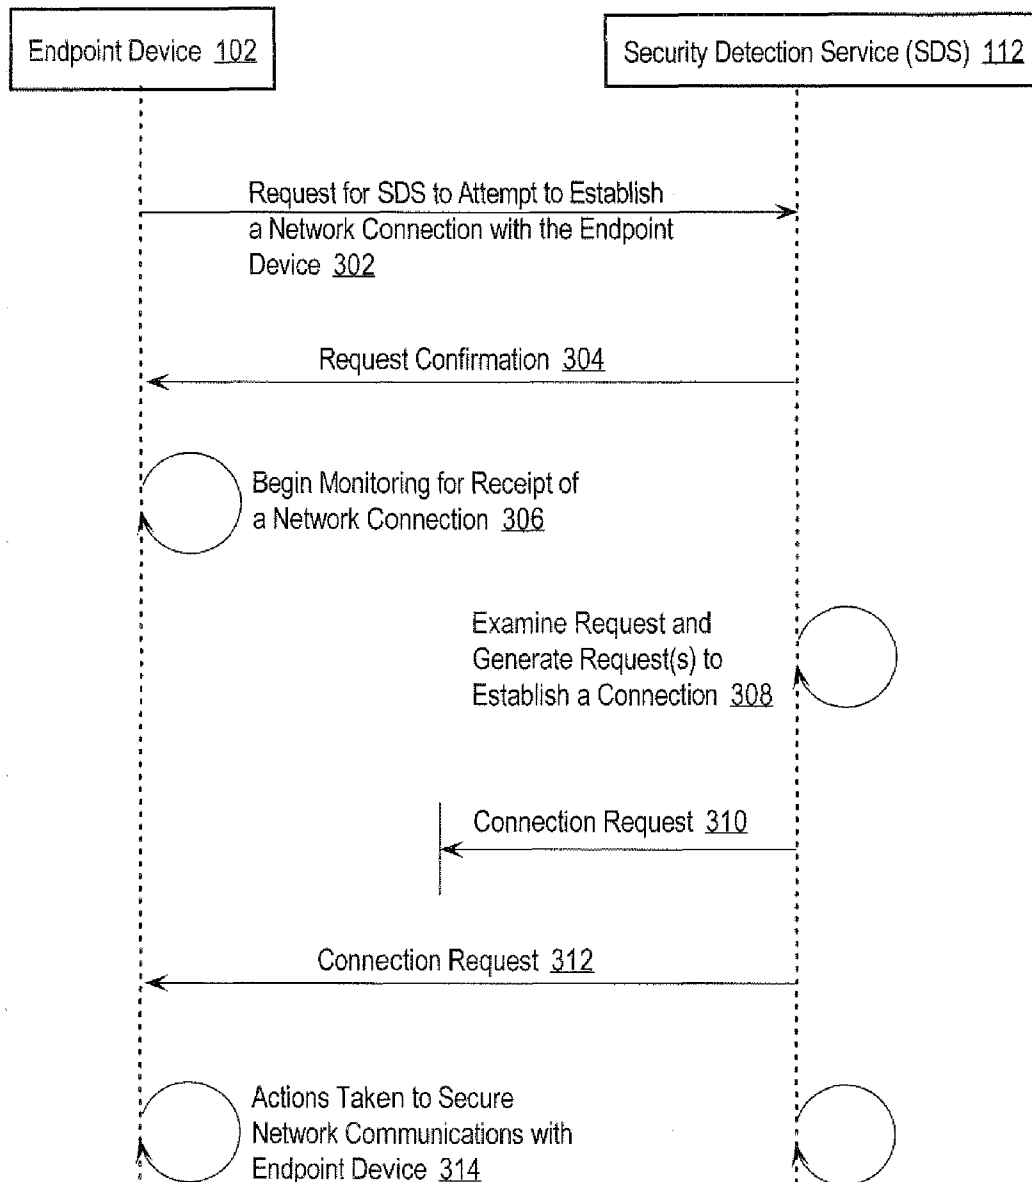 Endpoint Device 102
Security Detection Service (SDS) 112
Request for SDS to Attempt to Establish
a Network Connection with the Endpoint
Device 302
Request Confirmation 304
Begin Monitoring for Receipt of
a Network Connection 306
Examine Request and
Generate Request(s) to
Establish a Connection 308
Connection Request 310
Connection Request 312
Actions Taken to Secure
Network Communications with
Endpoint Device 314